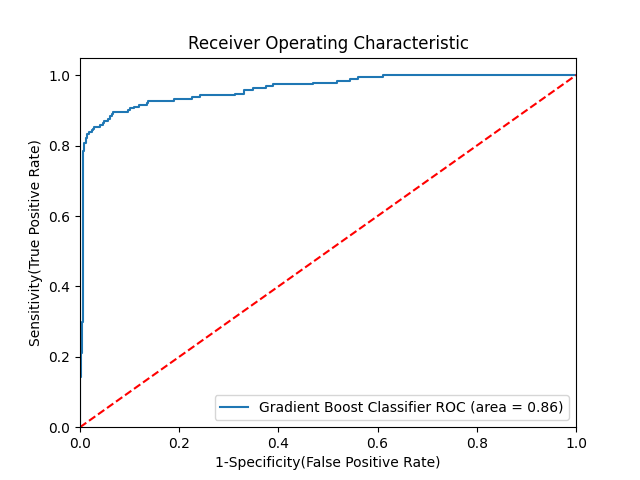 Receiver Operating Characteristic
Sensitivity(True Positive Rate)
1.0
0.8
0.6
0.4
0.2
0.0
Gradient Boost Classifier ROC (area = 0.86)
0.0 0.2 0.4 0.6 0.8 1.0
1-Specificity(False Positive Rate)